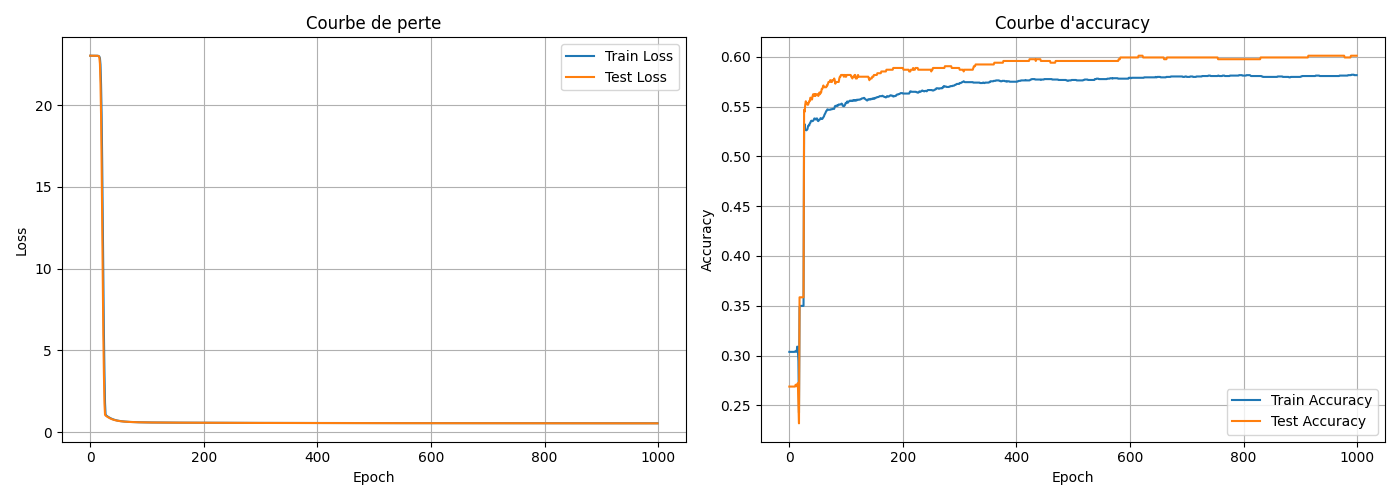 Courbe de perte
Train Loss
Test Loss
Loss
20
15
10
5
0
0 200 400 600 800 1000
Epoch
Courbe d'accuracy
Accuracy
0.60
0.55
0.50
0.45
0.40
0.35
0.30
0.25
Train Accuracy
Test Accuracy
0 200 400 600 800 1000
Epoch